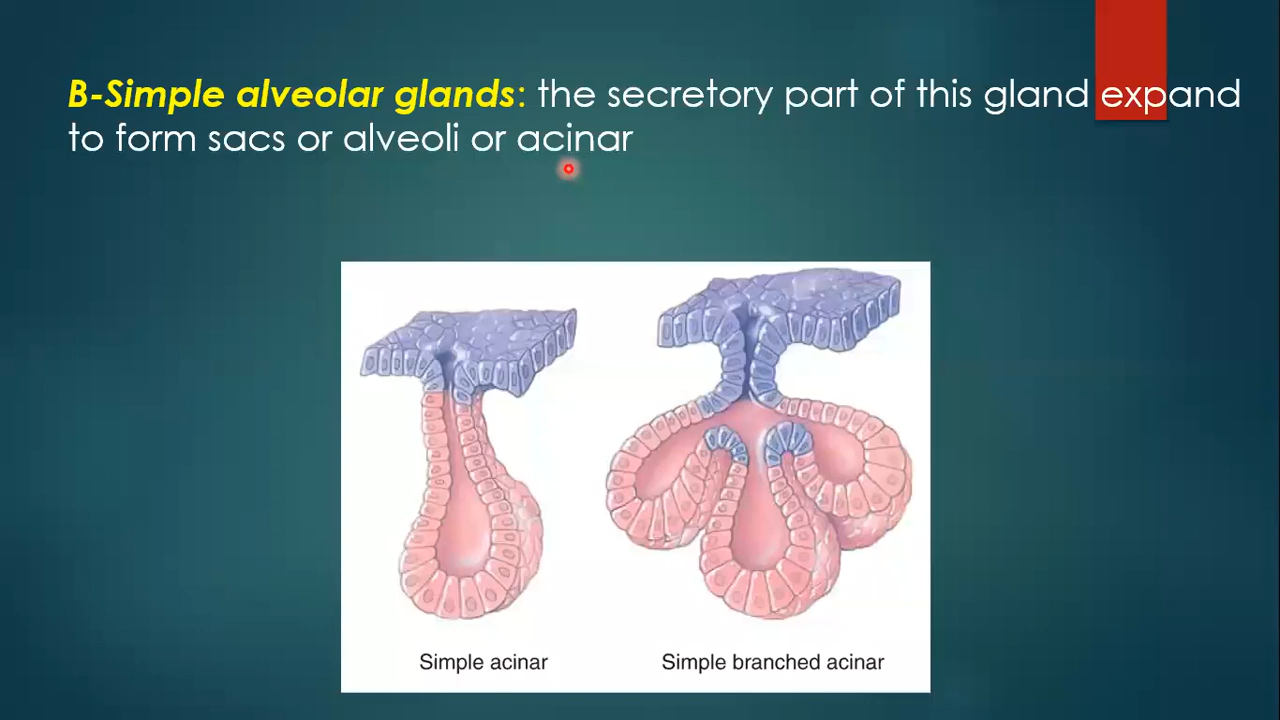 B-Simple alveolar glands: the secretory part of this gland expand
to form sacs or alveoli or acinar
Simple acinar
Simple branched acinar